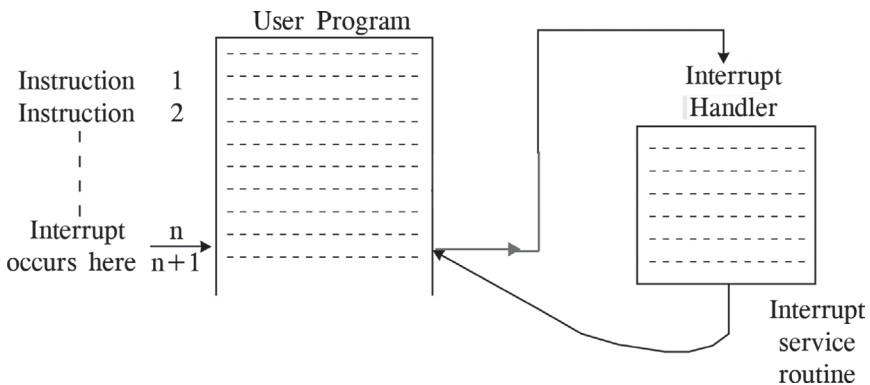 User Program
Instruction 1
Instruction 2
Interrupt n
occurs here n+1
Interrupt
Handler
Interrupt
service
routine